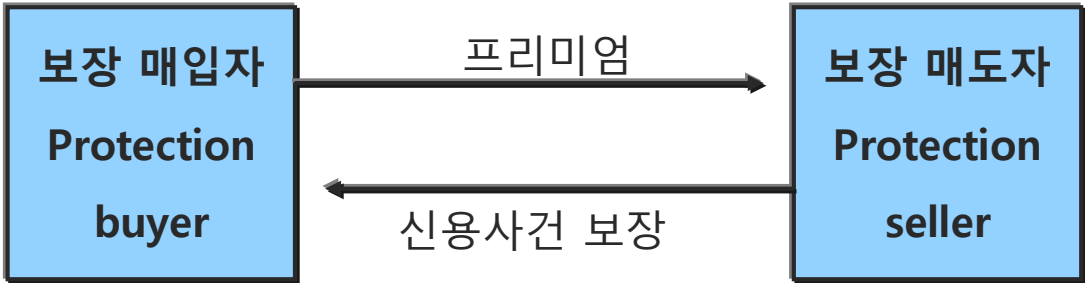 보장 매입자
Protection
buyer
프리미엄
신용사건 보장
보장 매도자
Protection
seller